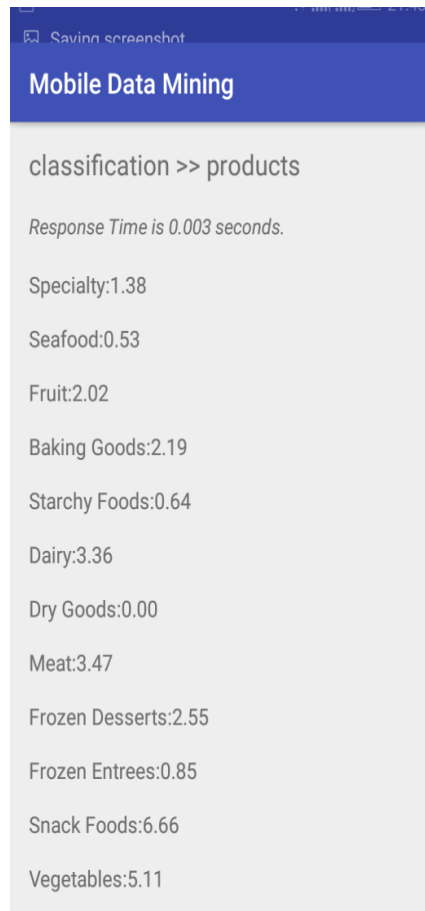 Saving screenshot
Mobile Data Mining
classification >> products
Response Time is 0.003 seconds.
Specialty:1.38
Seafood:0.53
Fruit:2.02
Baking Goods:2.19
Starchy Foods:0.64
Dairy:3.36
Dry Goods:0.00
Meat:3.47
Frozen Desserts:2.55
Frozen Entrees:0.85
Snack Foods:6.66
Vegetables:5.11